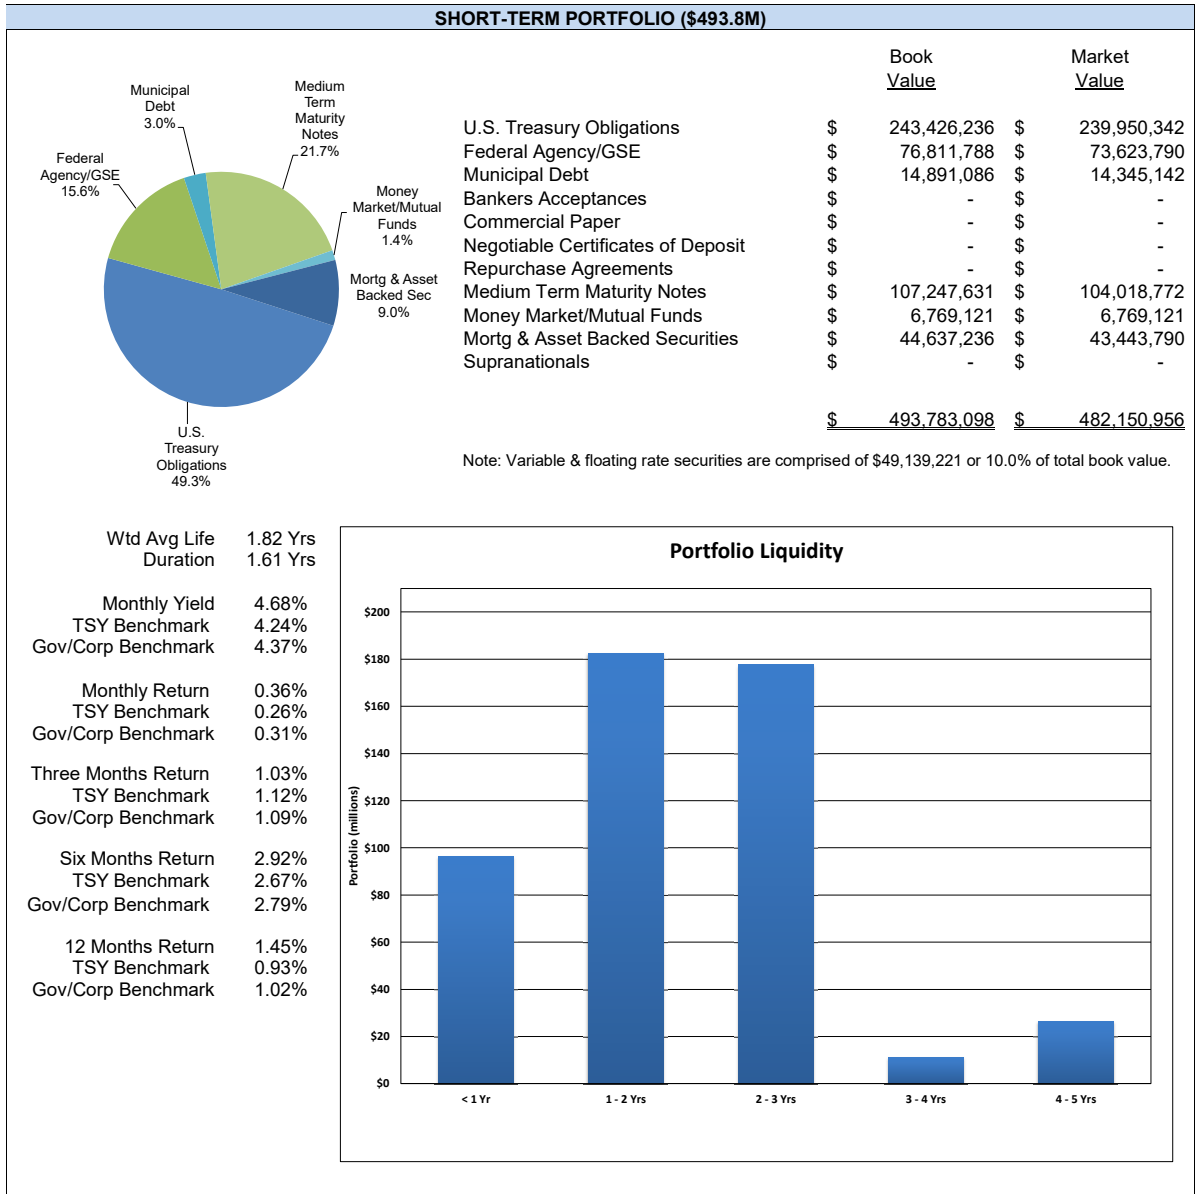 SHORT-TERM PORTFOLIO ($493.8M)
Municipal
Debt
3.0%
Medium
Term
Maturity
Notes
21.7%
Federal
Agency/GSE
15.6%
Money
Market/Mutual
Funds
1.4%
Mortg & Asset
Backed Sec
9.0%
U.S.
Treasury
Obligations
49.3%
Book Market
Value Value
U.S. Treasury Obligations $ 243,426,236 $ 239,950,342
Federal Agency/GSE $ 76,811,788 $ 73,623,790
Municipal Debt $ 14,891,086 $ 14,345,142
Bankers Acceptances $ - $ -
Commercial Paper $ - $ -
Negotiable Certificates of Deposit $ - $ -
Repurchase Agreements $ - $ -
Medium Term Maturity Notes $ 107,247,631 $ 104,018,772
Money Market/Mutual Funds $ 6,769,121 $ 6,769,121
Mortg & Asset Backed Securities $ 44,637,236 $ 43,443,790
Supranationals $ - $ -
$ 493,783,098 $ 482,150,956
Note: Variable & floating rate securities are comprised of $49,139,221 or 10.0% of total book value.
Wtd Avg Life 1.82 Yrs
Duration 1.61 Yrs
Monthly Yield 4.68%
TSY Benchmark 4.24%
Gov/Corp Benchmark 4.37%
Monthly Return 0.36%
TSY Benchmark 0.26%
Gov/Corp Benchmark 0.31%
Three Months Return 1.03%
TSY Benchmark 1.12%
Gov/Corp Benchmark 1.09%
Six Months Return 2.92%
TSY Benchmark 2.67%
Gov/Corp Benchmark 2.79%
12 Months Return 1.45%
TSY Benchmark 0.93%
Gov/Corp Benchmark 1.02%
Portfolio Liquidity
Portfolio (millions)
$200
$180
$160
$140
$120
$100
$80
$60
$40
$20
$0
< 1 Yr 1 - 2 Yrs 2 - 3 Yrs 3 - 4 Yrs 4 - 5 Yrs